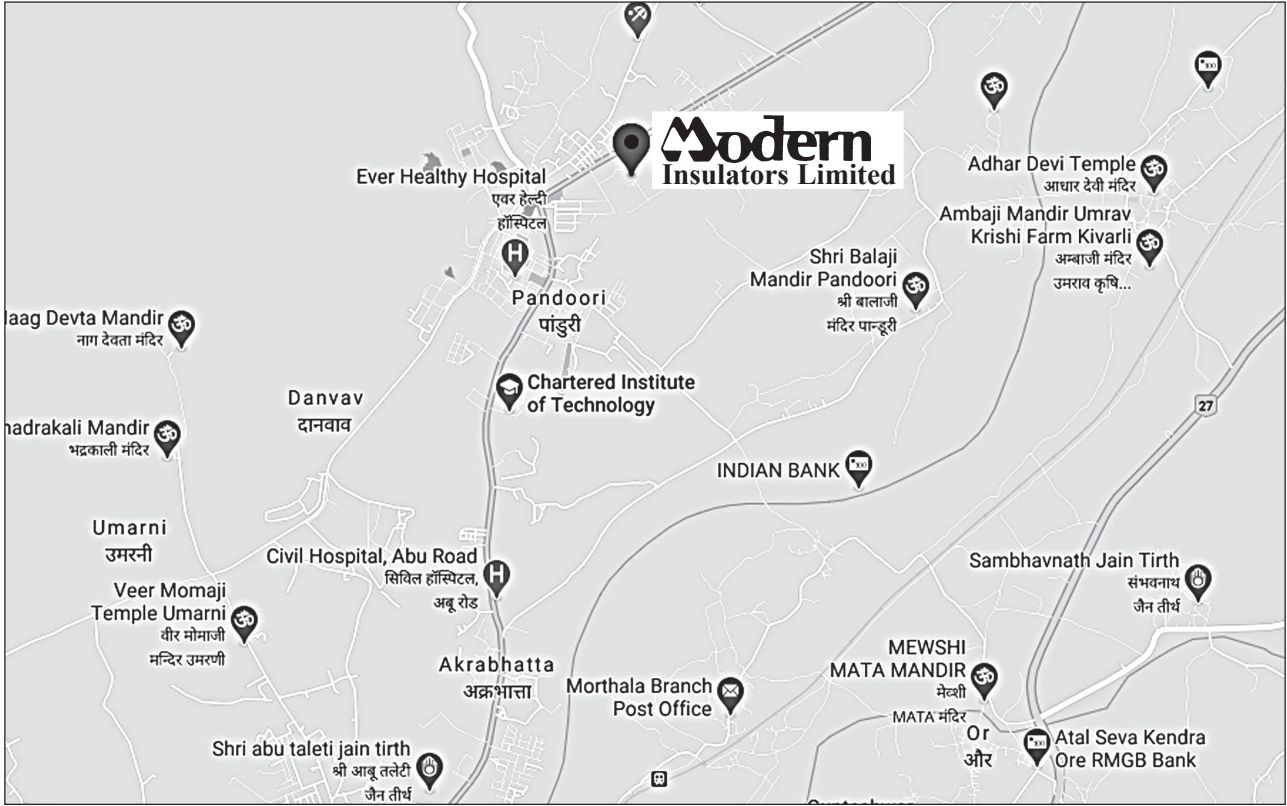 Modern
Insulators Limited
Ever Healthy Hospital
एवर हेल्दी
हॉस्पिटल
Adhar Devi Temple
आधार देवी मंदिर
Ambaji Mandir Umrav
Krishi Farm Kivarli
अम्बाजी मंदिर
उमराव कृषि...
Shri Balaji
Mandir Pandoori
श्री बालाजी
मंदिर पान्डूरी
Pandoori
पांडुरी
laag Devta Mandir
नाग देवता मंदिर
Chartered Institute
of Technology
Danvav
दानवाव
27
hadrakali Mandir
भद्रकाली मंदिर
INDIAN BANK
Umarni
उमरनी
Civil Hospital, Abu Road
सिविल हॉस्पिटल,
अबू रोड
Sambhavnath Jain Tirth
संभवनाथ
जैन तीर्थ
Veer Momaji
Temple Umarni
वीर मोमाजी
मन्दिर उमरणी
MEWSHI
MATA MANDIR
मेव्शी
MATA मंदिर
Akrabhatta
अक्रभात्ता
Morthala Branch
Post Office
Or
और
Atal Seva Kendra
Ore RMGB Bank
Shri abu taleti jain tirth
श्री आबू तलेटी
जैन तीर्थ